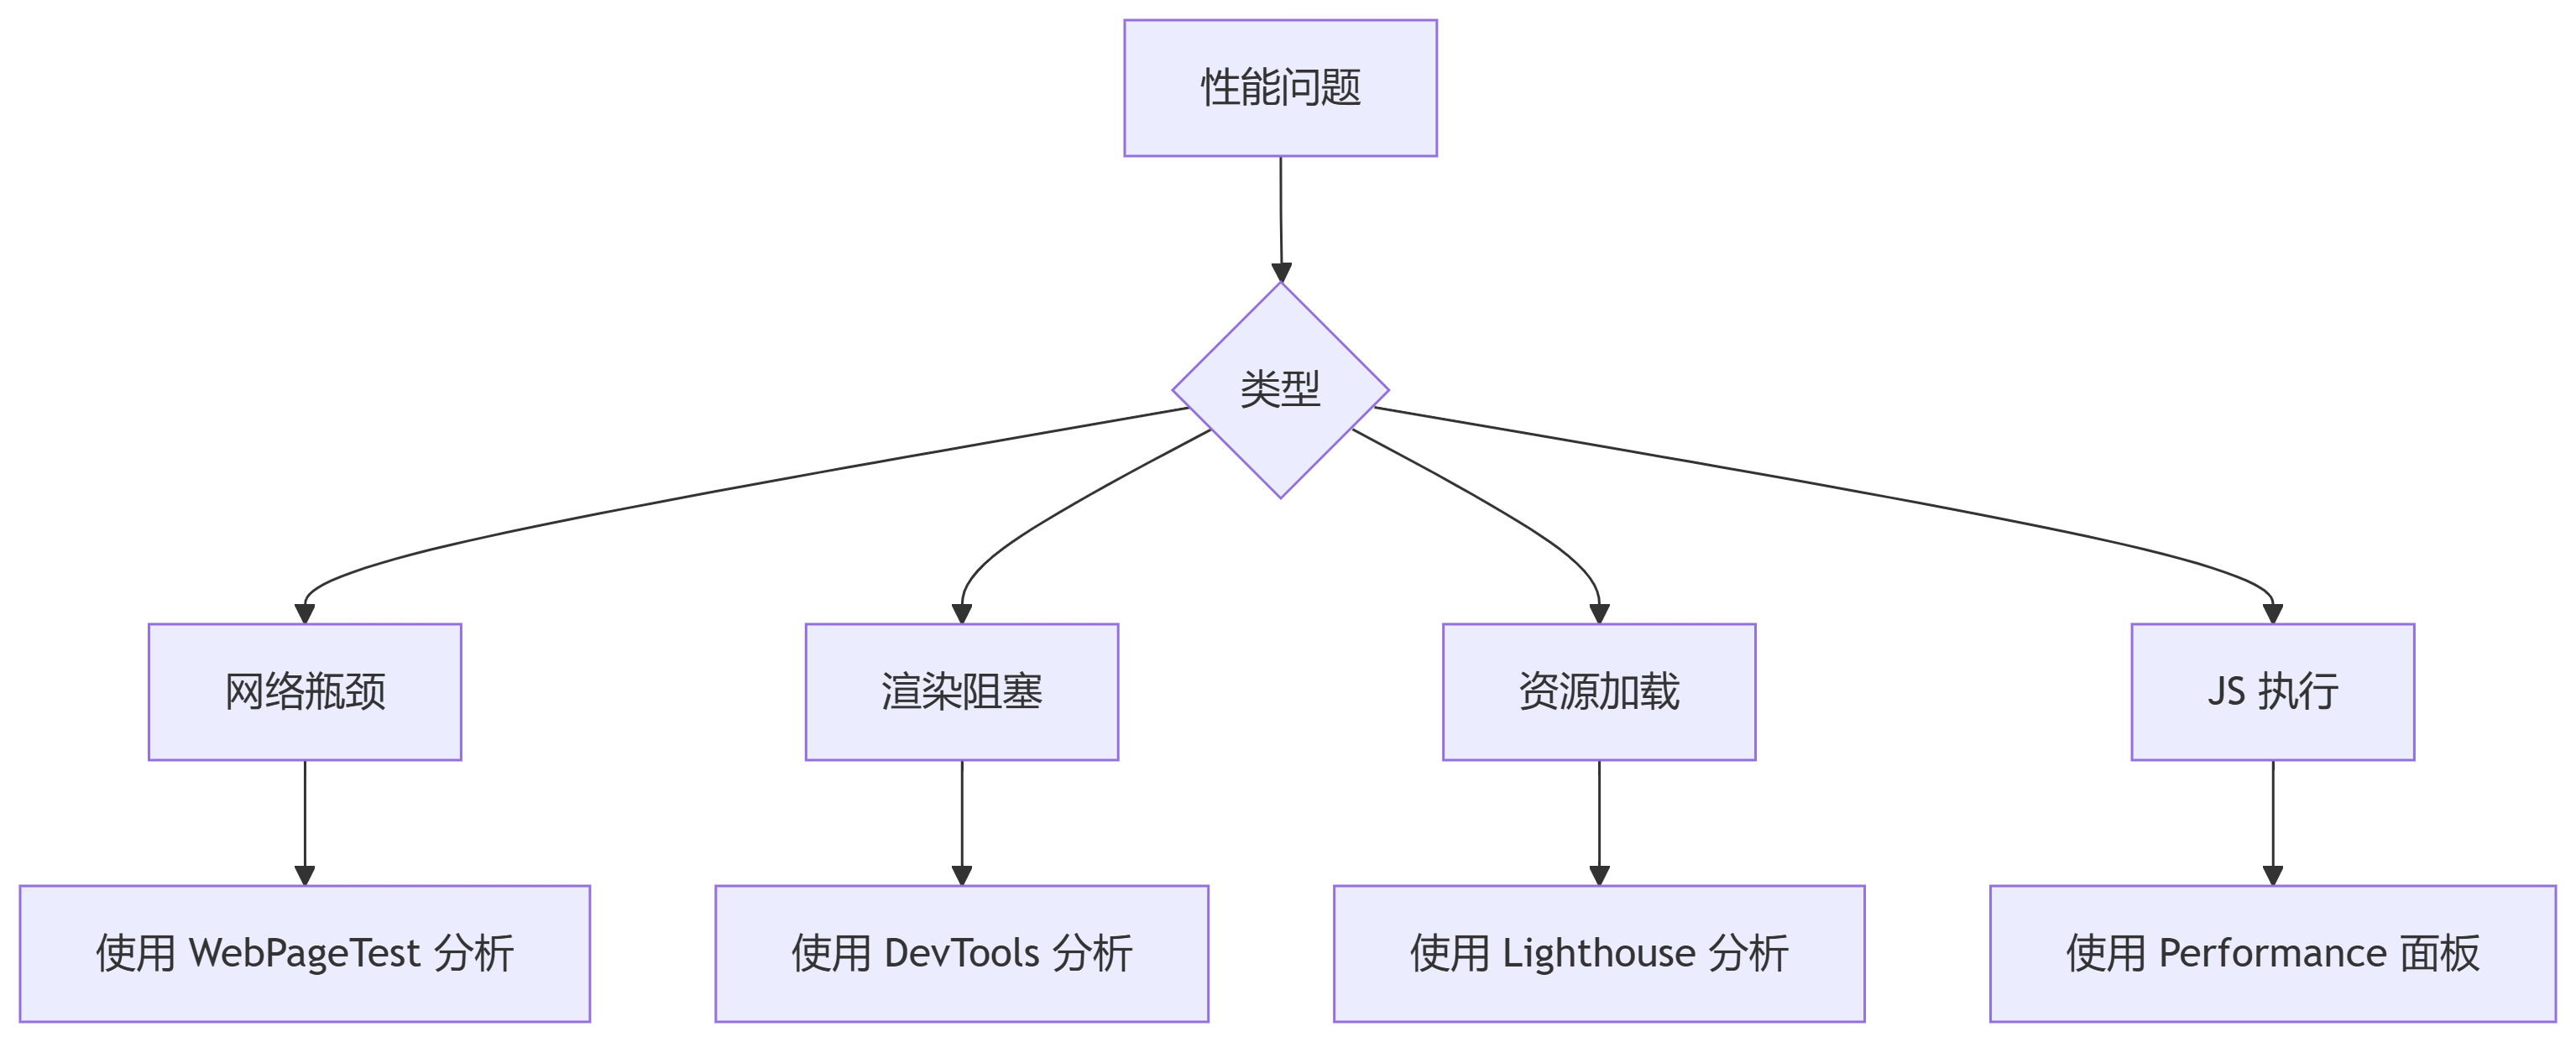 性能问题
类型
网络瓶颈
渲染阻塞
资源加载
JS 执行
使用 WebPageTest 分析
使用 DevTools 分析
使用 Lighthouse 分析
使用 Performance 面板